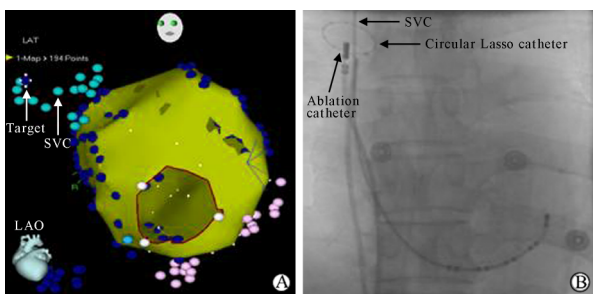 LAT
1-Map > 194 Points
Target
SVC
R
LAO
A
SVC
Circular Lasso catheter
Ablation
catheter
B